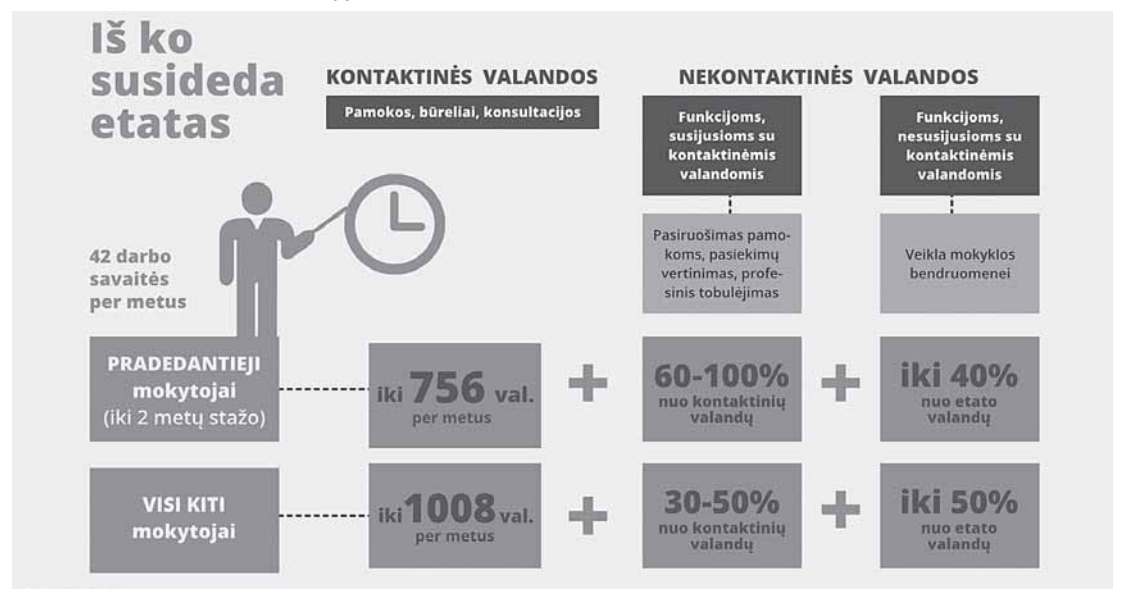 Iš ko
susideda
etatas
KONTAKTINĖS VALANDOS
Pamokos, būreliai, konsultacijos
NEKONTAKTINĖS VALANDOS
Funkcijoms,
susijusioms su
kontaktinėmis
valandomis
Funkcijoms,
nesusijusioms su
kontaktinėmis
valandomis
Pasiruošimas pamo-
koms, pasiekimų
vertinimas, profe-
sinis tobulėjimas
Veikla mokyklos
bendruomenei
42 darbo
savaitės
per metus
PRADEDANTIEJI
mokytojai
(iki 2 metų stažo)
iki 756 val.
per metus
+
60-100%
nuo kontaktinių
valandų
+
iki 40%
nuo etato
valandų
VISI KITI
mokytojai
iki 1008 val.
per metus
+
30-50%
nuo kontaktinių
valandų
+
iki 50%
nuo etato
valandų